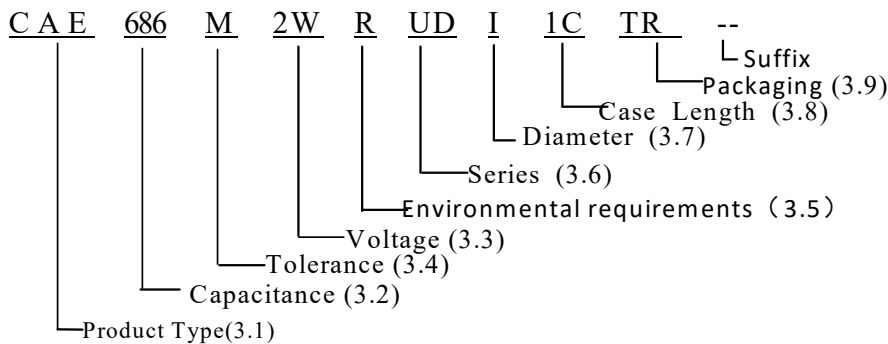 CAE 686 M 2W R UD I 1C TR --
Suffix
Packaging (3.9)
Case Length (3.8)
Diameter (3.7)
Series (3.6)
Environmental requirements（3.5）
Voltage (3.3)
Tolerance (3.4)
Capacitance (3.2)
Product Type(3.1)